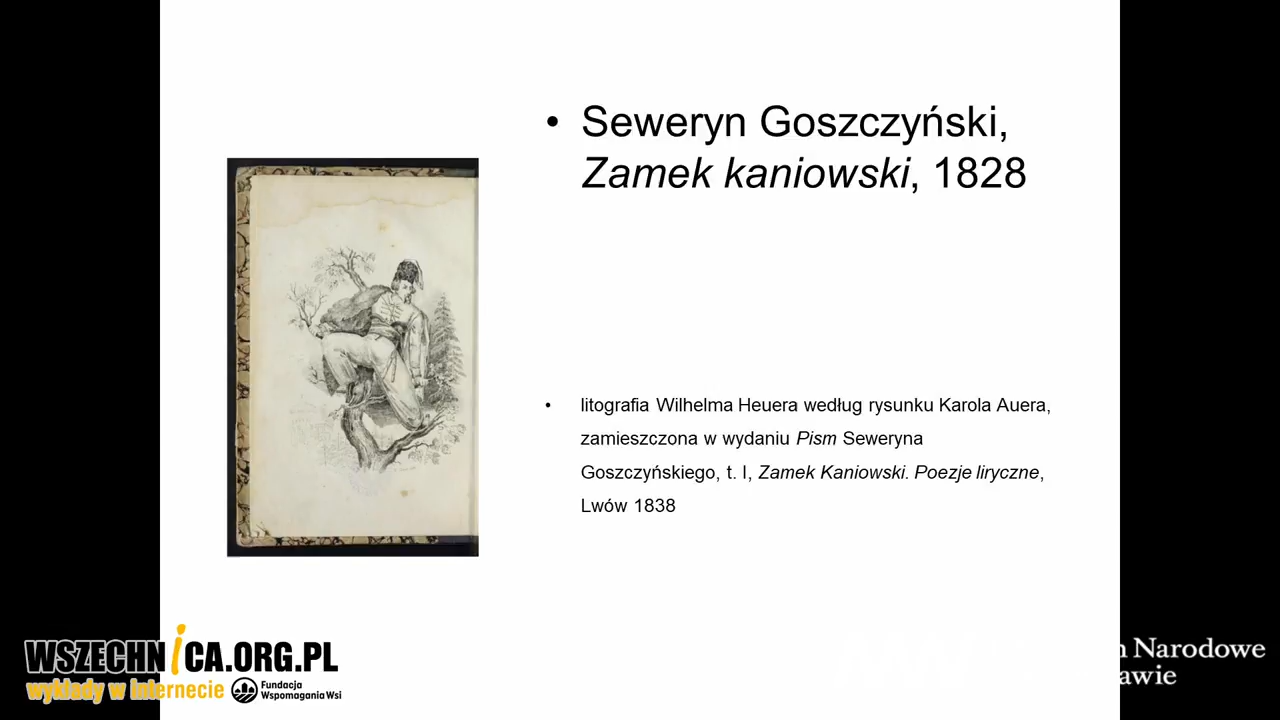 • Seweryn Goszczyński,
Zamek kaniowski, 1828
• litografia Wilhelma Heuera według rysunku Karola Auera,
zamieszczona w wydaniu Pism Seweryna
Goszczyńskiego, t. I, Zamek Kaniowski. Poezje liryczne,
Lwów 1838
WSZECHNiCA.ORG.PL
wykłady w internecie
Fundacja
Wspomagania Wsi
Narodowe
awie